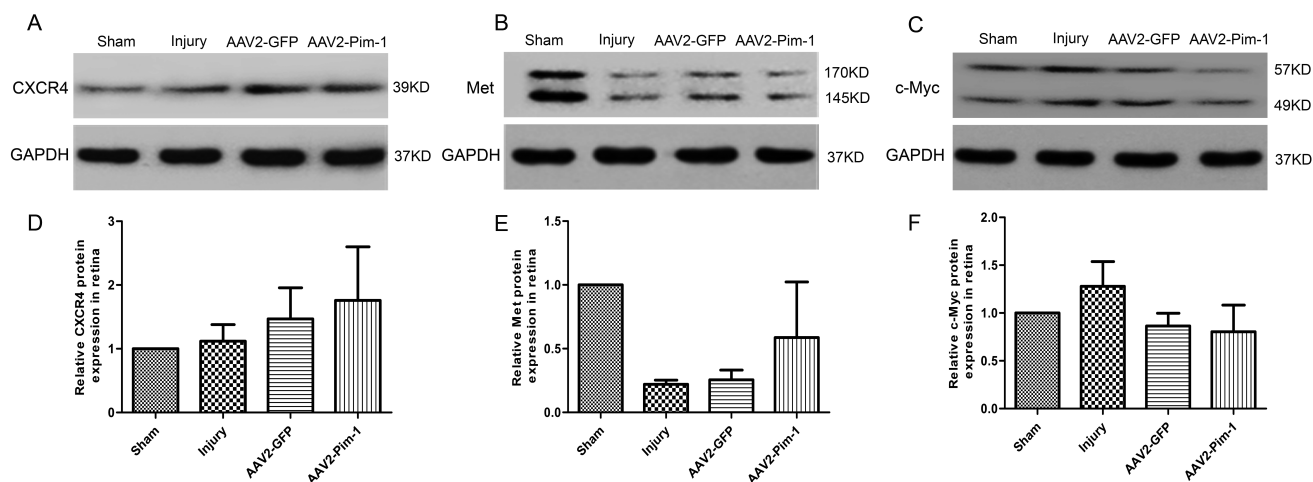 A
Sham Injury AAV2-GFP AAV2-Pim-1
CXCR4 39KD
GAPDH 37KD
B
Sham Injury AAV2-GFP AAV2-Pim-1
Met 170KD
145KD
GAPDH 37KD
C
Sham Injury AAV2-GFP AAV2-Pim-1
c-Myc 57KD
49KD
GAPDH 37KD
D
Relative CXCR4 protein
expression in retina
3
2
1
0
Sham Injury AAV2-GFP AAV2-Pim-1
E
Relative Met protein
expression in retina
1.5
1.0
0.5
0.0
Sham Injury AAV2-GFP AAV2-Pim-1
F
Relative c-Myc protein
expression in retina
2.0
1.5
1.0
0.5
0.0
Sham Injury AAV2-GFP AAV2-Pim-1